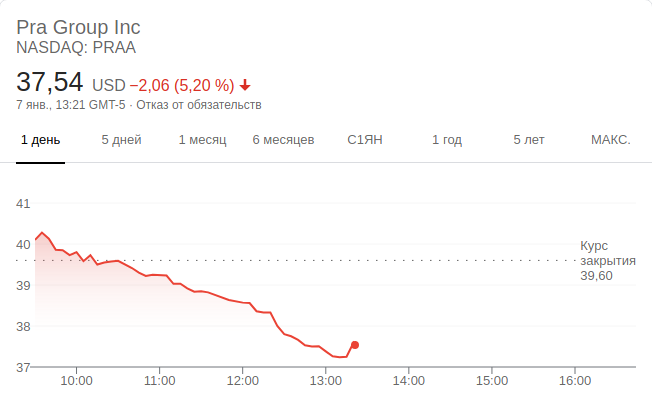 Pra Group Inc
NASDAQ: PRAA
37,54 USD −2,06 (5,20 %)
7 янв., 13:21 GMT-5 · Отказ от обязательств
1 день 5 дней 1 месяц 6 месяцев С1ЯН 1 год 5 лет МАКС.
41
40
39
38
37
Курс
закрытия
39,60
10:00 11:00 12:00 13:00 14:00 15:00 16:00